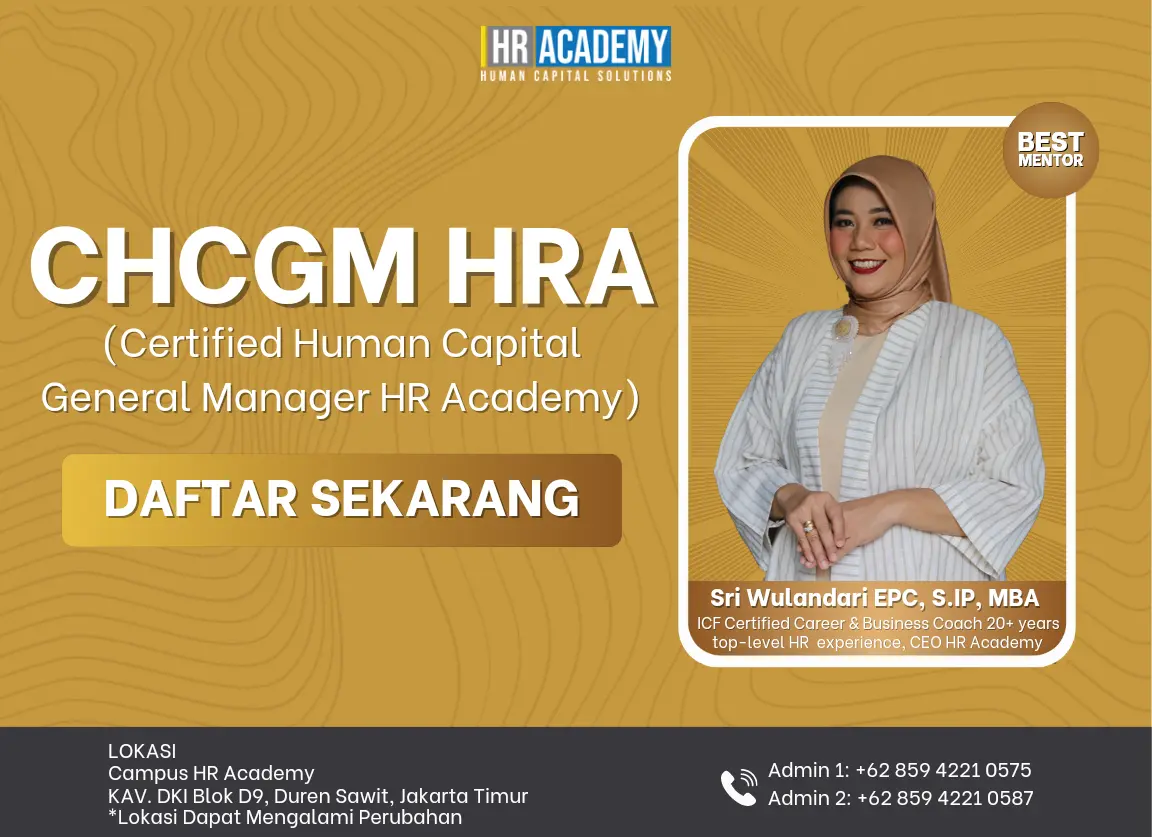 HR ACADEMY
HUMAN CAPITAL SOLUTIONS
BEST
MENTOR
CHCGM HRA
(Certified Human Capital
General Manager HR Academy)
DAFTAR SEKARANG
Sri Wulandari EPC, S.IP, MBA
ICF Certified Career & Business Coach 20+ years
top-level HR experience, CEO HR Academy
LOKASI
Campus HR Academy
KAV. DKI Blok D9, Duren Sawit, Jakarta Timur
*Lokasi Dapat Mengalami Perubahan
Admin 1: +62 859 4221 0575
Admin 2: +62 859 4221 0587